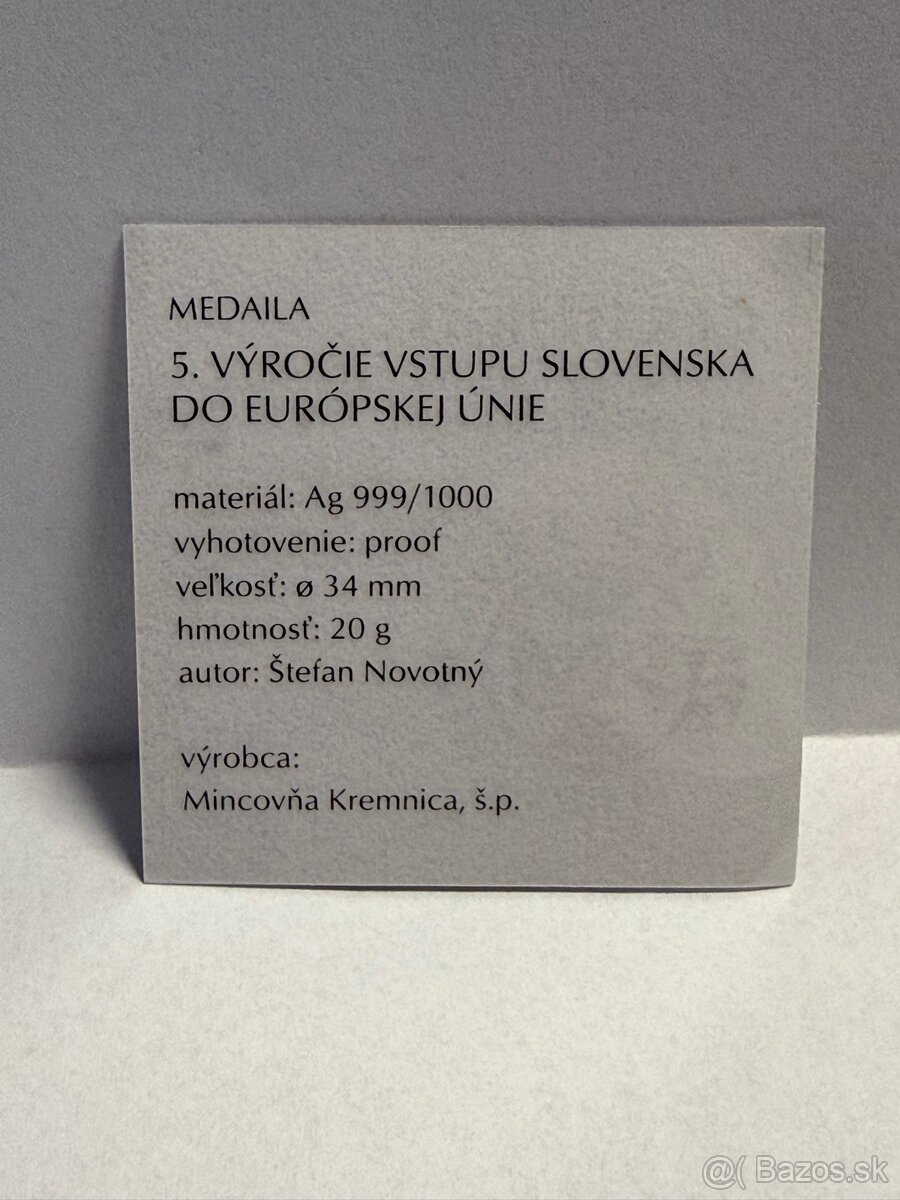 MEDAILA
5. VÝROČIE VSTUPU SLOVENSKA
DO EURÓPSKEJ ÚNIE
materiál: Ag 999/1000
vyhotovenie: proof
veľkosť: ø 34 mm
hmotnosť: 20 g
autor: Štefan Novotný
výrobca:
Mincovňa Kremnica, š.p.
@( Bazos.sk